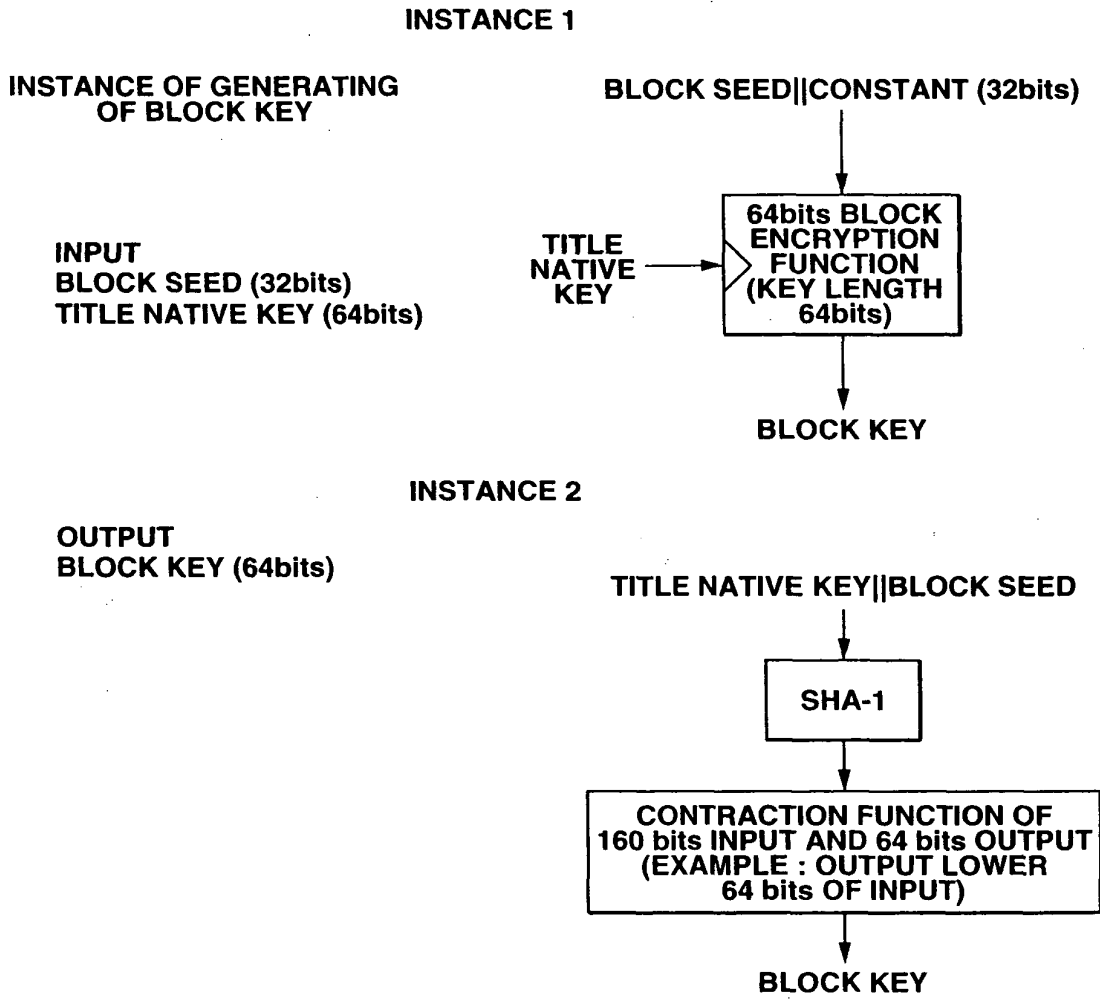 INSTANCE 1
INSTANCE OF GENERATING
OF BLOCK KEY
BLOCK SEED||CONSTANT (32bits)
INPUT
BLOCK SEED (32bits)
TITLE NATIVE KEY (64bits)
TITLE
NATIVE
KEY
64bits BLOCK
ENCRYPTION
FUNCTION
(KEY LENGTH
64bits)
BLOCK KEY
INSTANCE 2
OUTPUT
BLOCK KEY (64bits)
TITLE NATIVE KEY||BLOCK SEED
SHA-1
CONTRACTION FUNCTION OF
160 bits INPUT AND 64 bits OUTPUT
(EXAMPLE : OUTPUT LOWER
64 bits OF INPUT)
BLOCK KEY